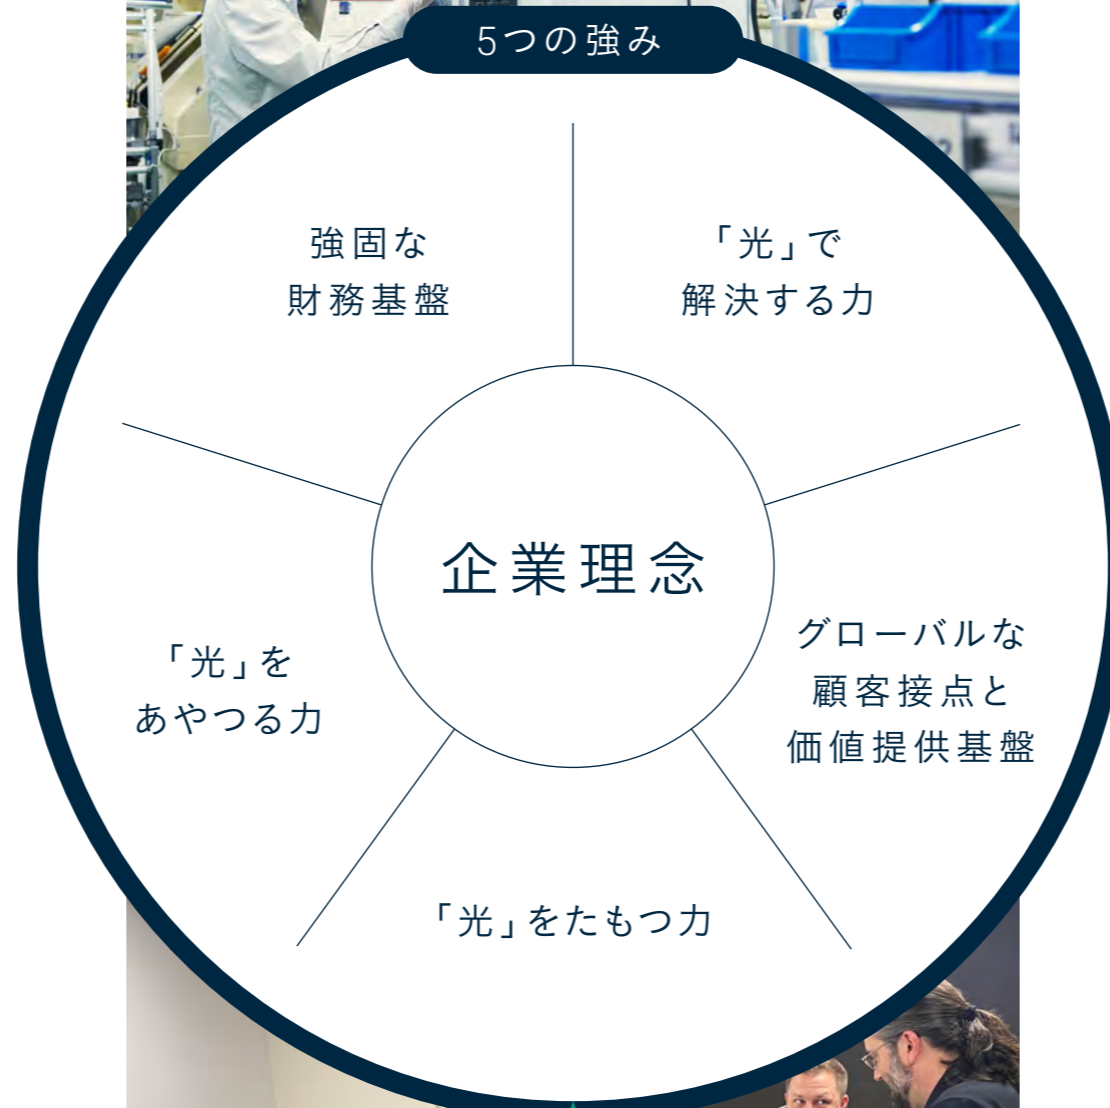 5つの強み
強固な
財務基盤
「光」で
解決する力
企業理念
グローバルな
顧客接点と
価値提供基盤
「光」を
あやつる力
「光」をたもつ力